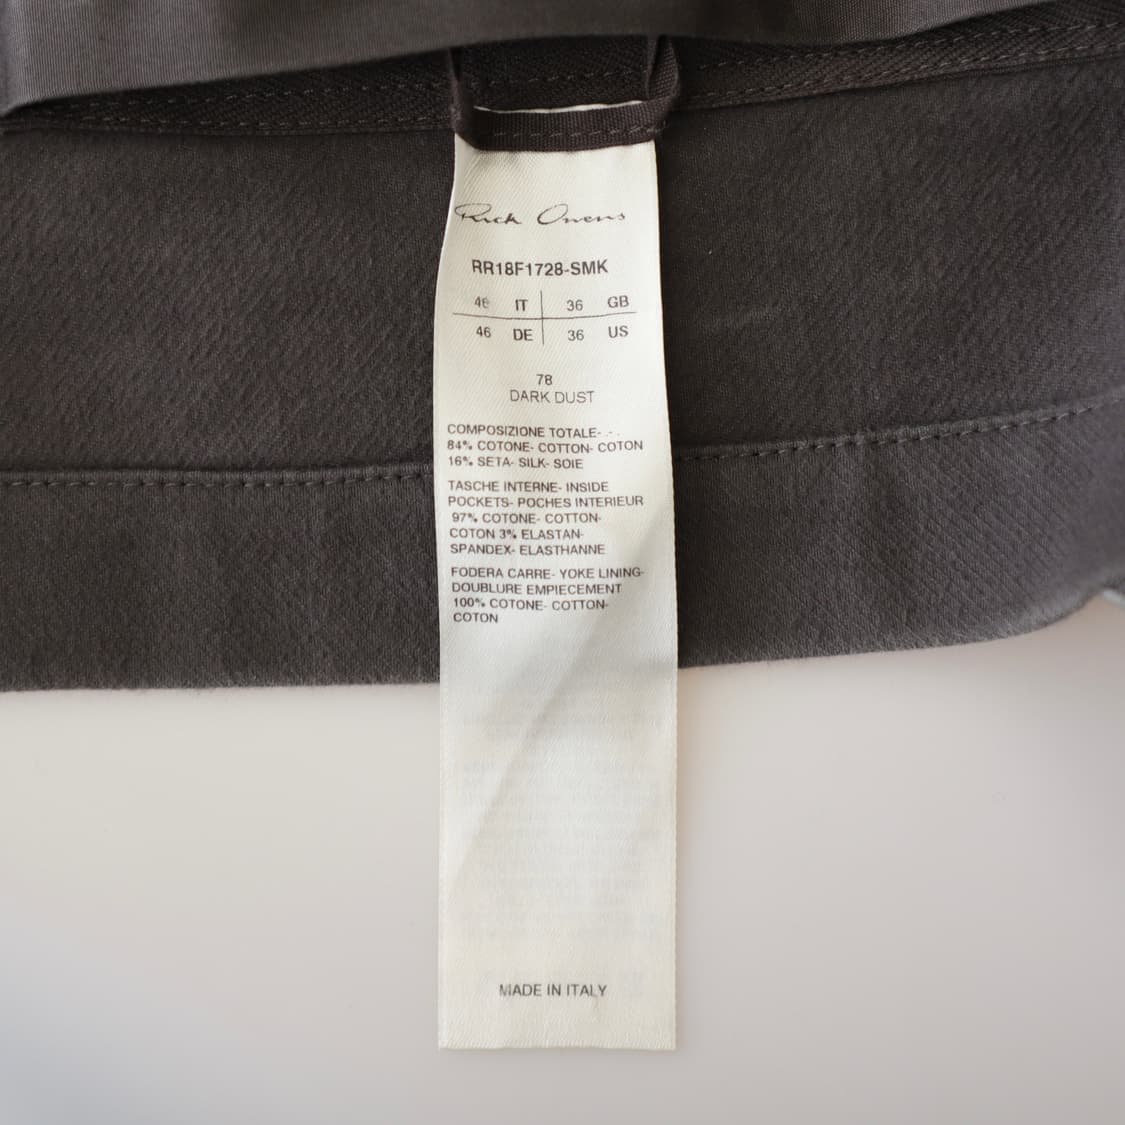 Rick Owens
RR18F1728-SMK
46 IT 36 GB
46 DE 36 US
78
DARK DUST
COMPOSIZIONE TOTALE- -.
84% COTONE- COTTON- COTON
16% SETA- SILK- SOIE
TASCHE INTERNE- INSIDE
POCKETS- POCHES INTERIEUR
97% COTONE- COTTON-
COTON 3% ELASTAN-
SPANDEX- ELASTHANNE
FODERA CARRE- YOKE LINING-
DOUBLURE EMPIECEMENT
100% COTONE- COTTON-
COTON
MADE IN ITALY